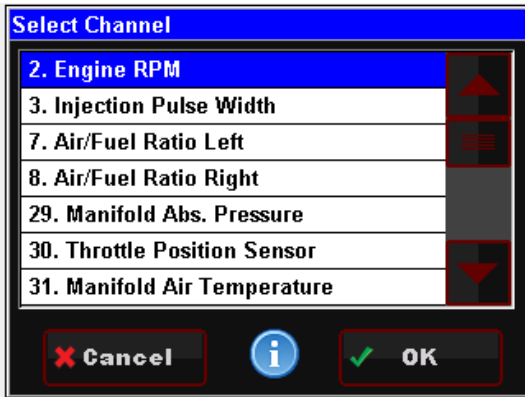 Select Channel
2. Engine RPM
3. Injection Pulse Width
7. Air/Fuel Ratio Left
8. Air/Fuel Ratio Right
29. Manifold Abs. Pressure
30. Throttle Position Sensor
31. Manifold Air Temperature
Cancel
i
OK